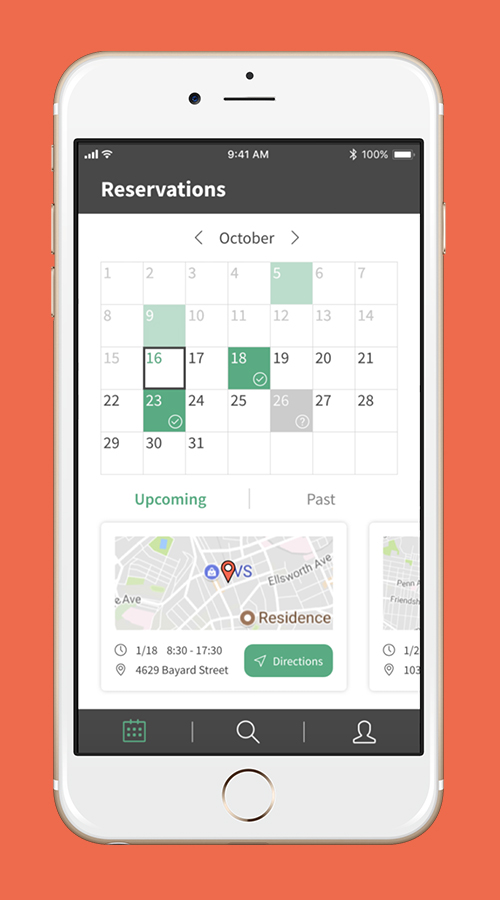 9:41 AM 100%
Reservations
October
1 2 3 4 5 6 7
8 9 10 11 12 13 14
15 16 17 18 19 20 21
22 23 24 25 26 27 28
?
29 30 31
Upcoming Past
VS
Ellsworth Ave
e Ave
Residence
Penn A
Friendsh
1/18 8:30 - 17:30
4629 Bayard Street
Directions
1/2
103